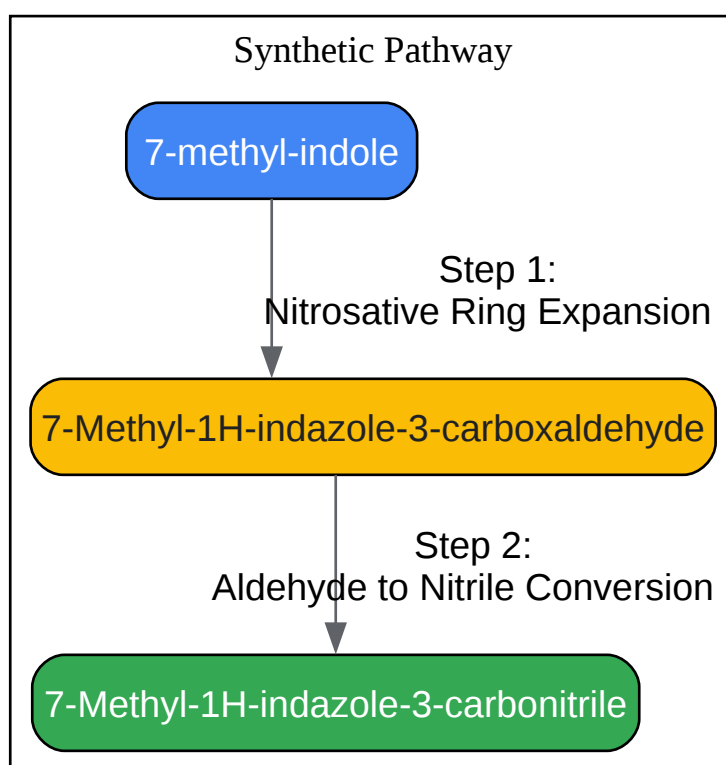 Synthetic Pathway
7-methyl-indole
Step 1:
Nitrosative Ring Expansion
7-Methyl-1H-indazole-3-carboxaldehyde
Step 2:
Aldehyde to Nitrile Conversion
7-Methyl-1H-indazole-3-carbonitrile